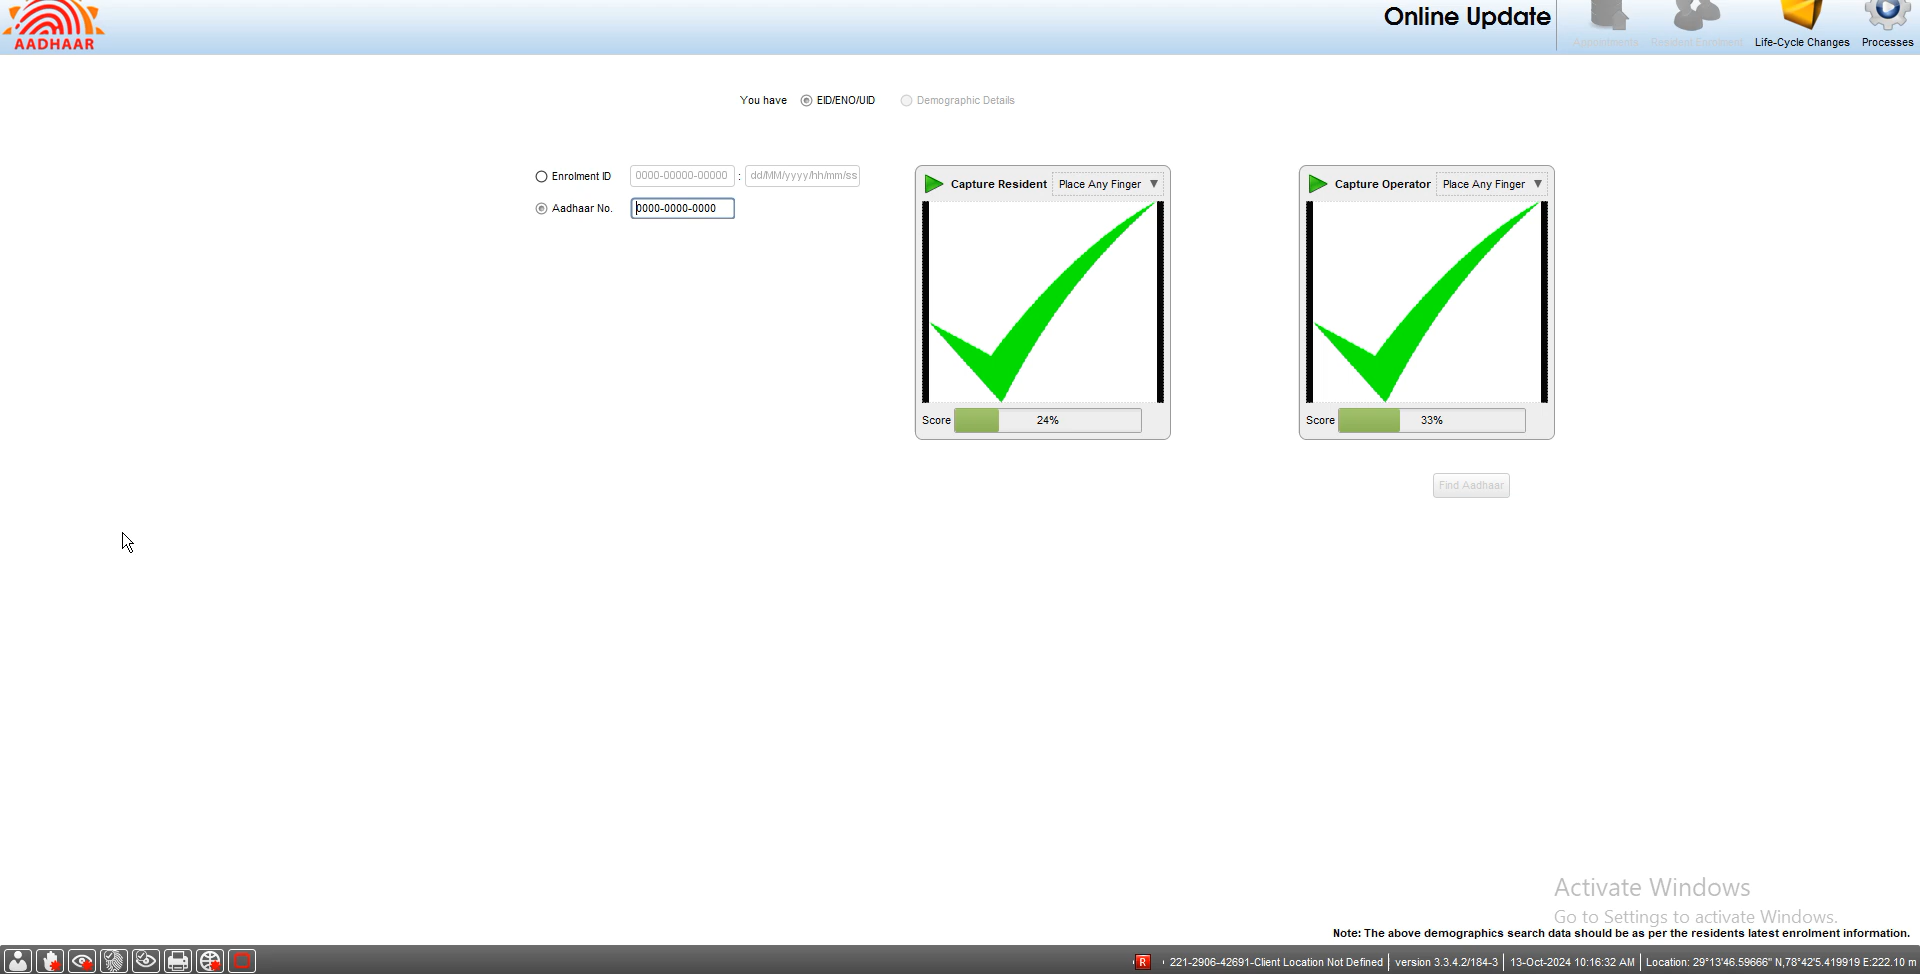 AADHAAR
Online Update
Appointments
Resident Enrolment
Life-Cycle Changes
Processes
You have EID/ENO/UID Demographic Details
Enrolment ID 0000-00000-00000 : dd/MM/yyyy/hh/mm/ss
Aadhaar No. 0000-0000-0000
Capture Resident Place Any Finger
Score 24%
Capture Operator Place Any Finger
Score 33%
Find Aadhaar
Activate Windows
Go to Settings to activate Windows.
Note: The above demographics search data should be as per the residents latest enrolment information.
R 221-2906-42691-Client Location Not Defined version 3.3.4.2/184-3 13-Oct-2024 10:16:32 AM Location: 29°13'46.59666" N,78°42'5.419919 E:222.10 m